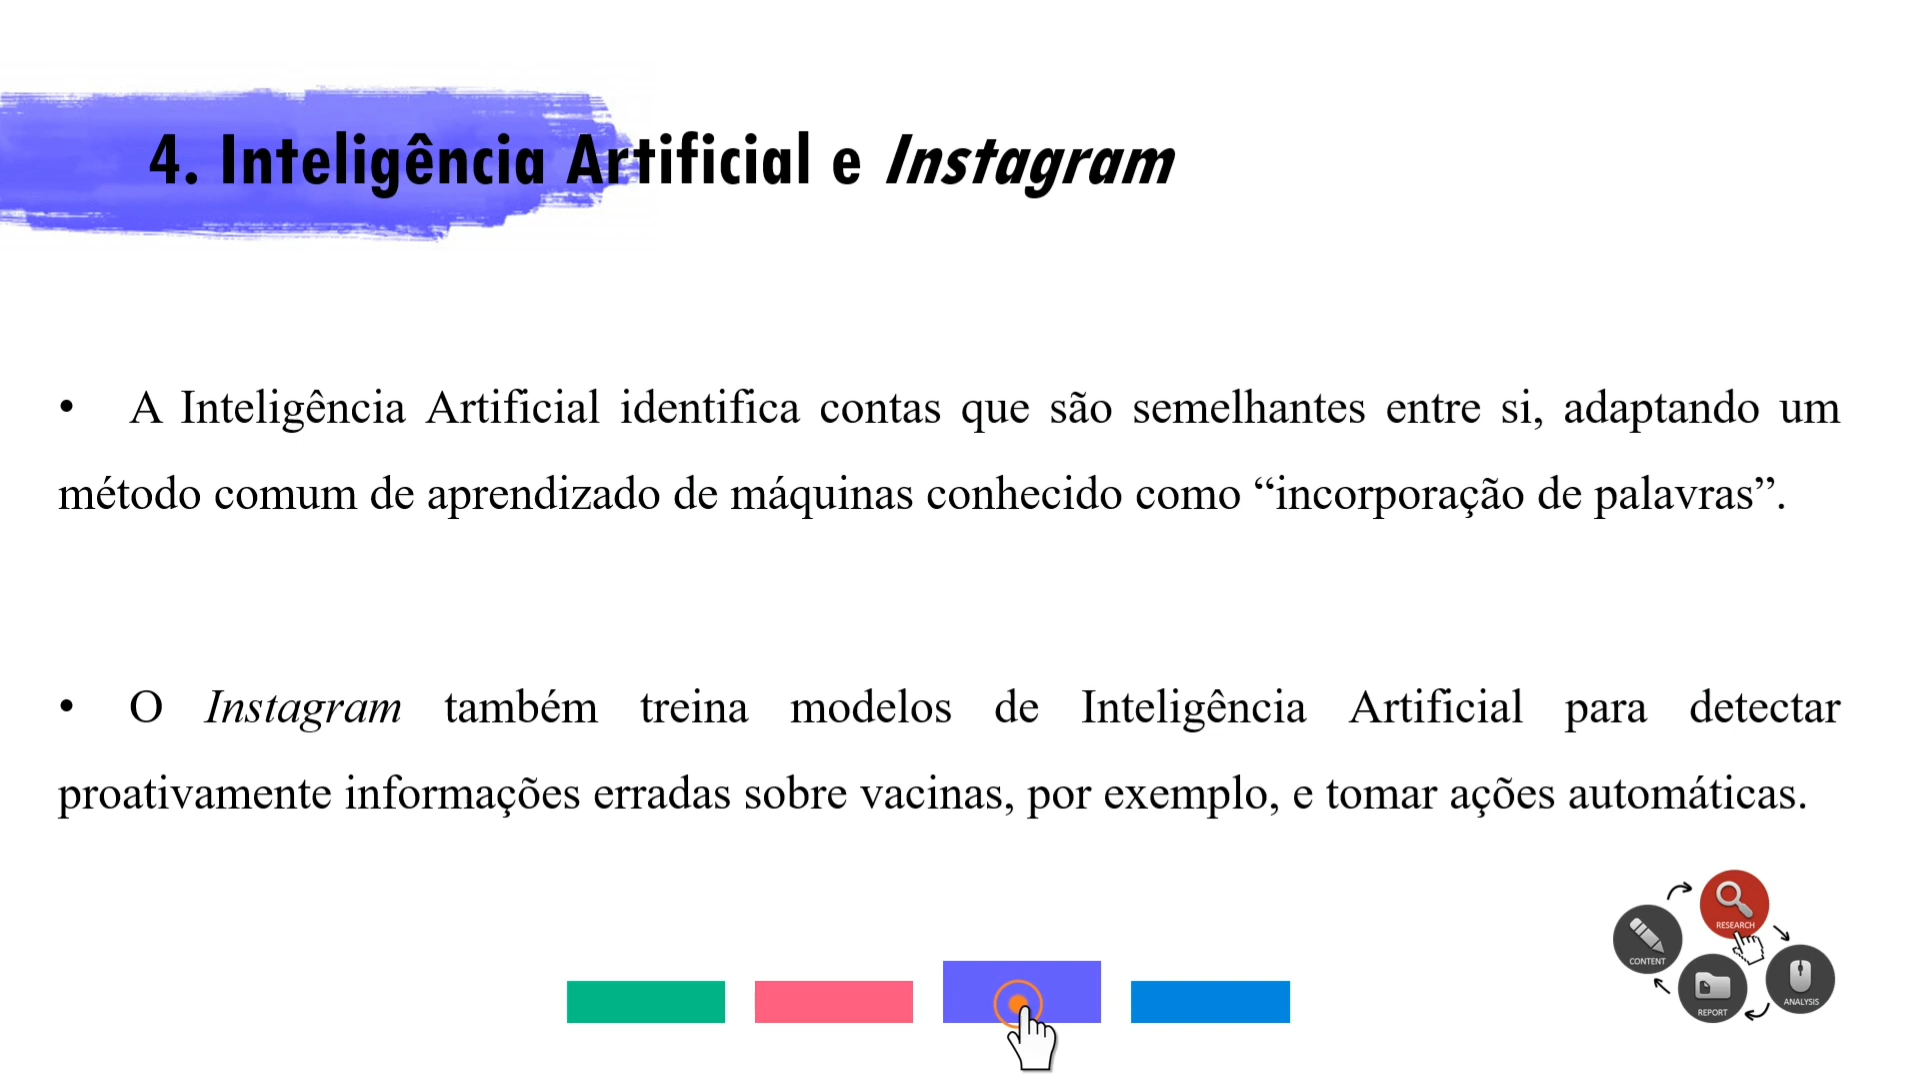 4. Inteligência Artificial e Instagram
• A Inteligência Artificial identifica contas que são semelhantes entre si, adaptando um
método comum de aprendizado de máquinas conhecido como “incorporação de palavras”.
• O Instagram também treina modelos de Inteligência Artificial para detectar
proativamente informações erradas sobre vacinas, por exemplo, e tomar ações automáticas.
RESEARCH
CONTENT
ANALYSIS
REPORT